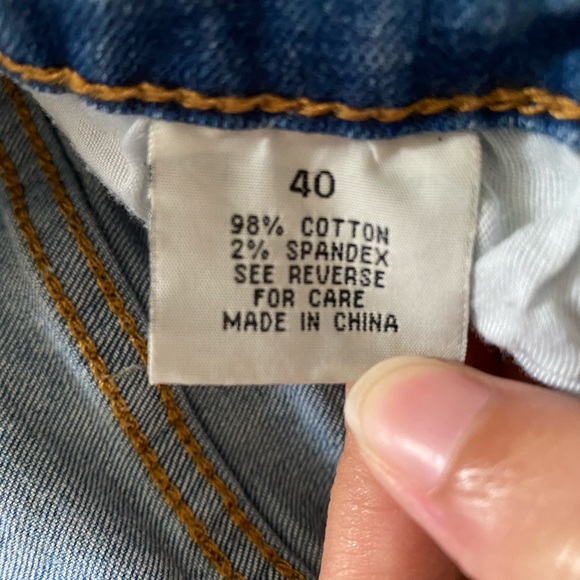 40
98% COTTON
2% SPANDEX
SEE REVERSE
FOR CARE
MADE IN CHINA